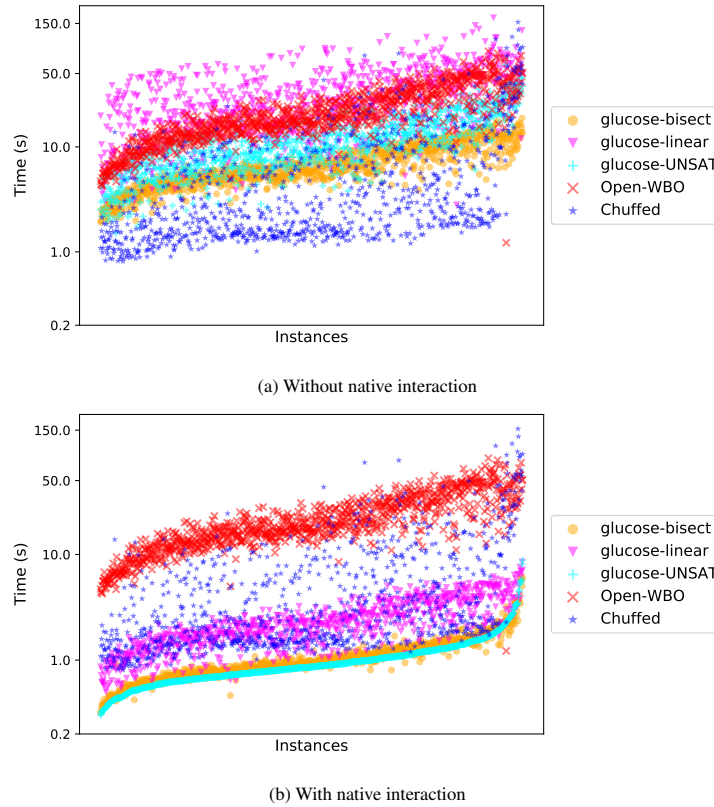 150.0
50.0
10.0
1.0
0.2
Time (s)
Instances
glucose-bisect
glucose-linear
glucose-UNSAT
Open-WBO
Chuffed
(a) Without native interaction
150.0
50.0
10.0
1.0
0.2
Time (s)
Instances
glucose-bisect
glucose-linear
glucose-UNSAT
Open-WBO
Chuffed
(b) With native interaction